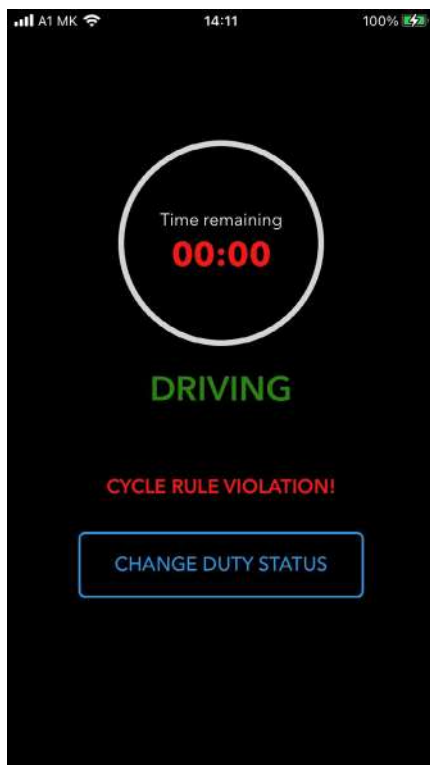 A1 MK 14:11 100%
Time remaining
00:00
DRIVING
CYCLE RULE VIOLATION!
CHANGE DUTY STATUS